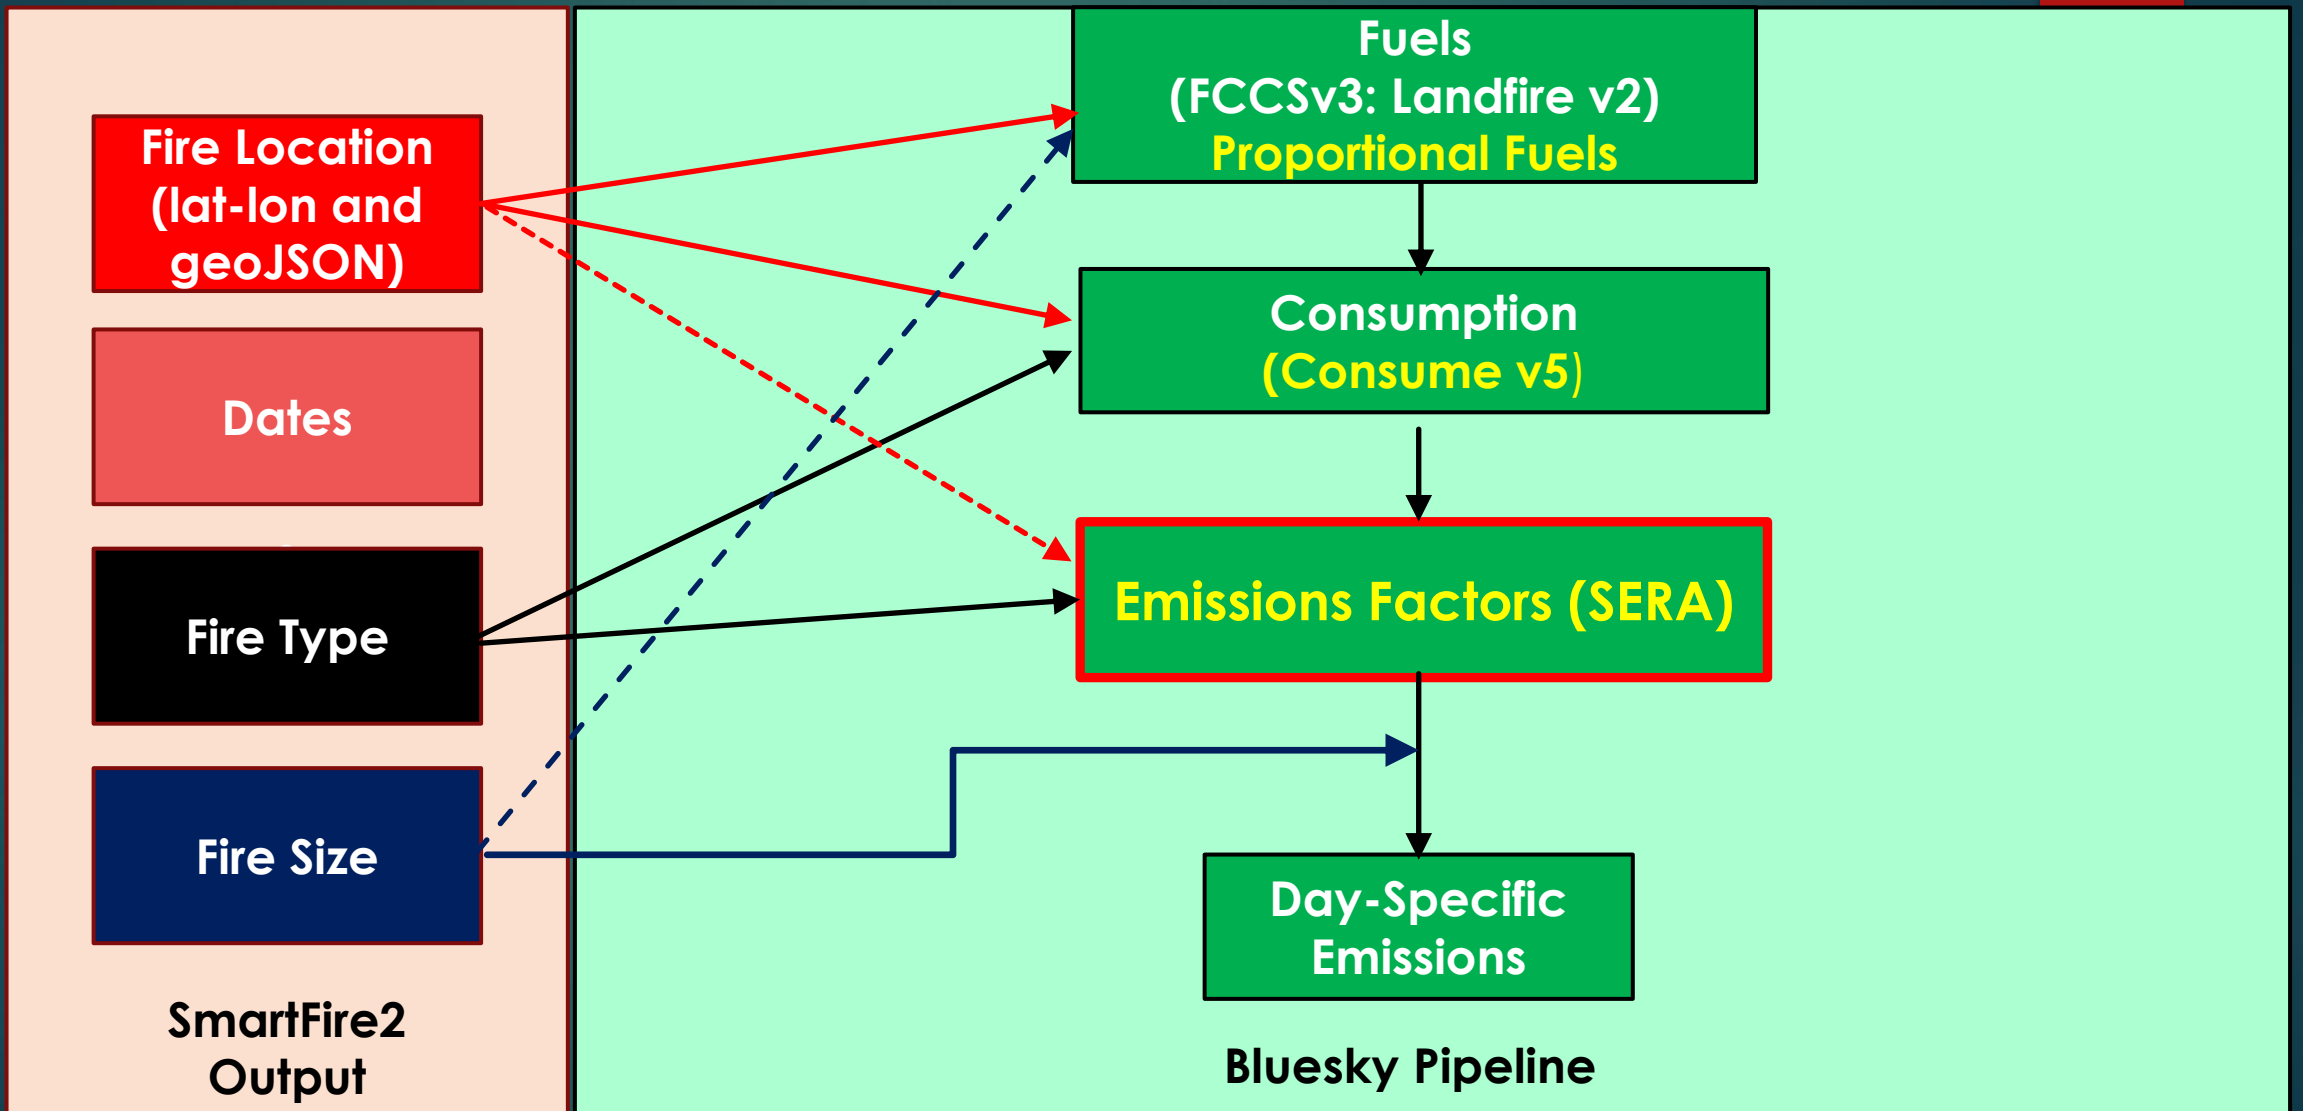 Fire Location
(lat-lon and
geoJSON)
Dates
Fire Type
Fire Size
SmartFire2
Output
Fuels
(FCCSv3: Landfire v2)
Proportional Fuels
Consumption
(Consume v5)
Emissions Factors (SERA)
Day-Specific
Emissions
Bluesky Pipeline